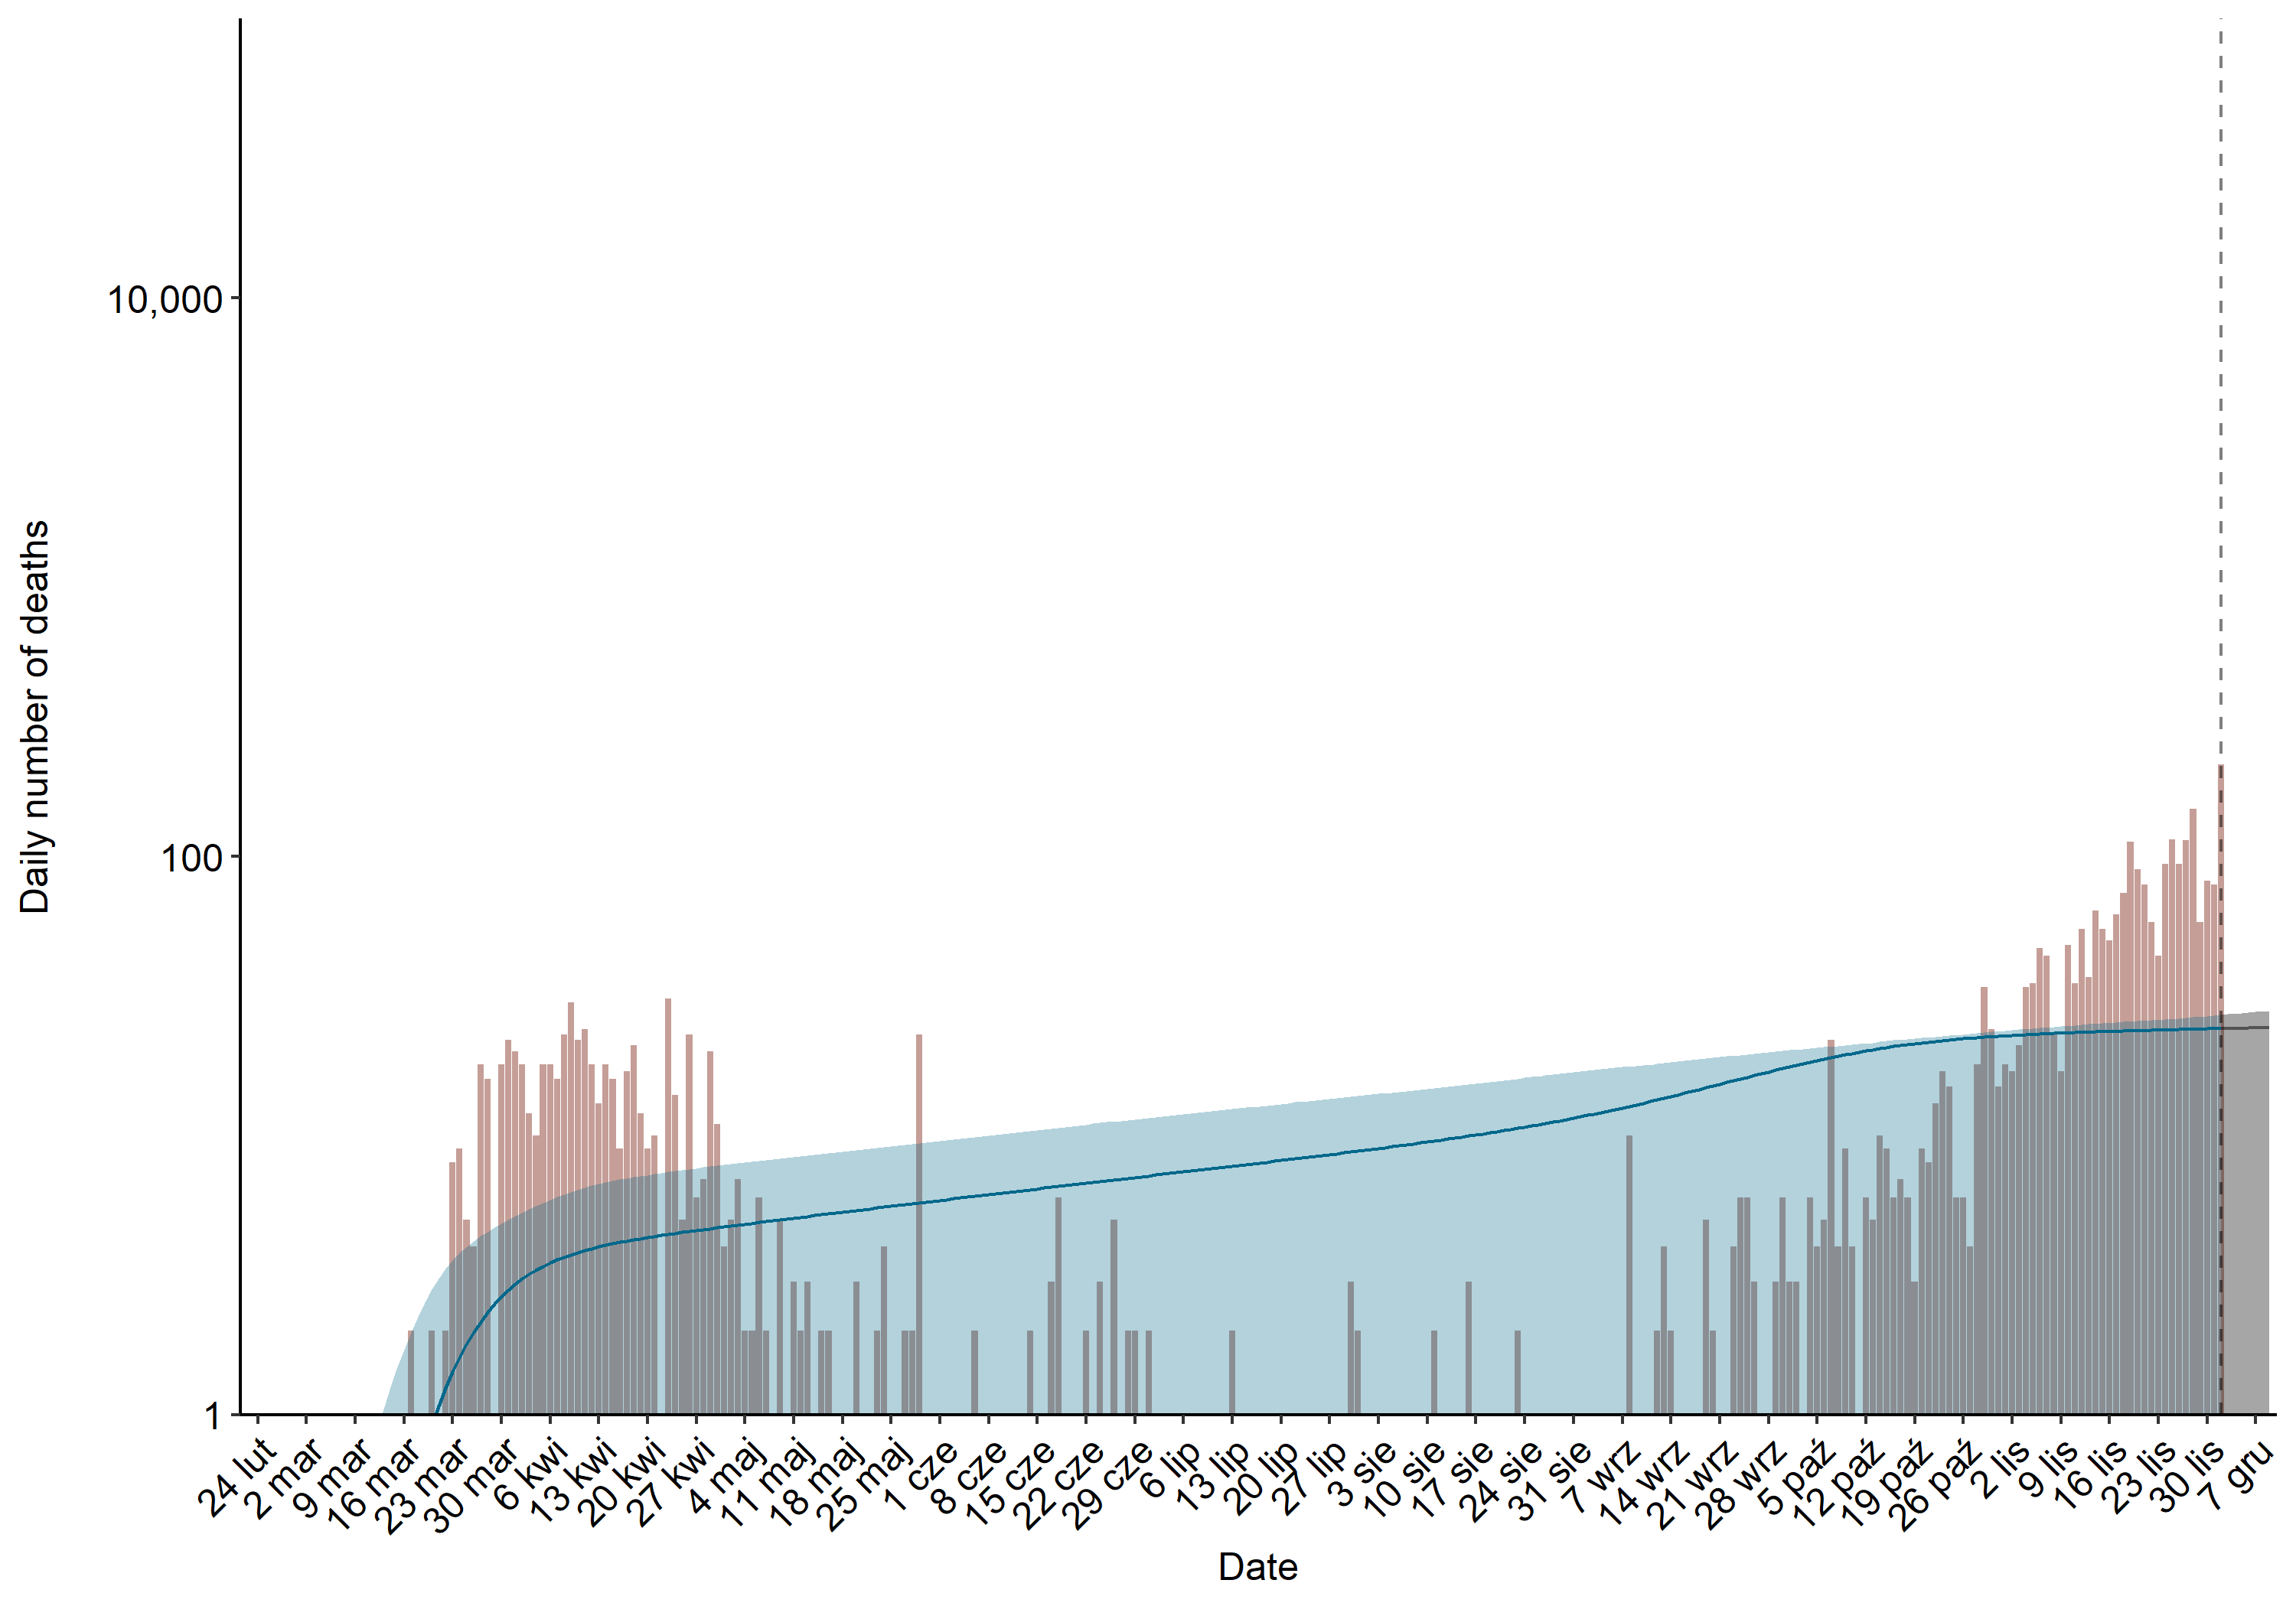 Daily number of deaths
10,000
100
1
24 lut
2 mar
9 mar
16 mar
23 mar
30 mar
6 kwi
13 kwi
20 kwi
27 kwi
4 maj
11 maj
18 maj
25 maj
1 cze
8 cze
15 cze
22 cze
29 cze
6 lip
13 lip
20 lip
27 lip
3 sie
10 sie
17 sie
24 sie
31 sie
7 wrz
14 wrz
21 wrz
28 wrz
5 paź
12 paź
19 paź
26 paź
2 lis
9 lis
16 lis
23 lis
30 lis
7 gru
Date